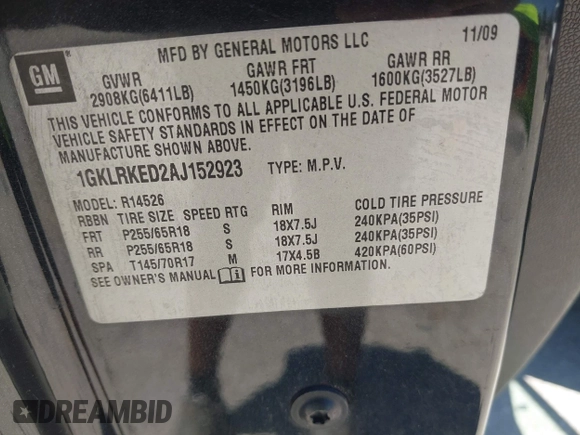 GM
MFD BY GENERAL MOTORS LLC 11/09
GVWR GAWR FRT GAWR RR
2908KG(6411LB) 1450KG(3196LB) 1600KG(3527LB)
THIS VEHICLE CONFORMS TO ALL APPLICABLE U.S. FEDERAL MOTOR
VEHICLE SAFETY STANDARDS IN EFFECT ON THE DATE OF
MANUFACTURE SHOWN ABOVE.
1GKLRKED2AJ152923 TYPE: M.P.V.
MODEL: R14526
RBBN TIRE SIZE SPEED RTG RIM COLD TIRE PRESSURE
FRT P255/65R18 S 18X7.5J 240KPA(35PSI)
RR P255/65R18 S 18X7.5J 240KPA(35PSI)
SPA T145/70R17 M 17X4.5B 420KPA(60PSI)
SEE OWNER'S MANUAL FOR MORE INFORMATION.
DREAMBID